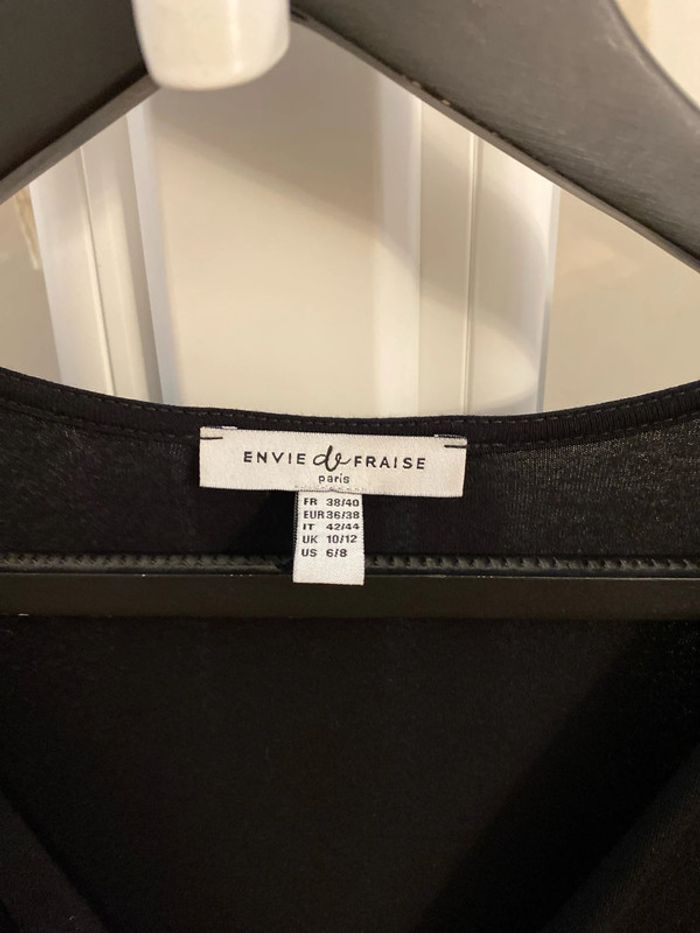 ENVIE de FRAISE
paris
FR 38/40
EUR 36/38
IT 42/44
UK 10/12
US 6/8